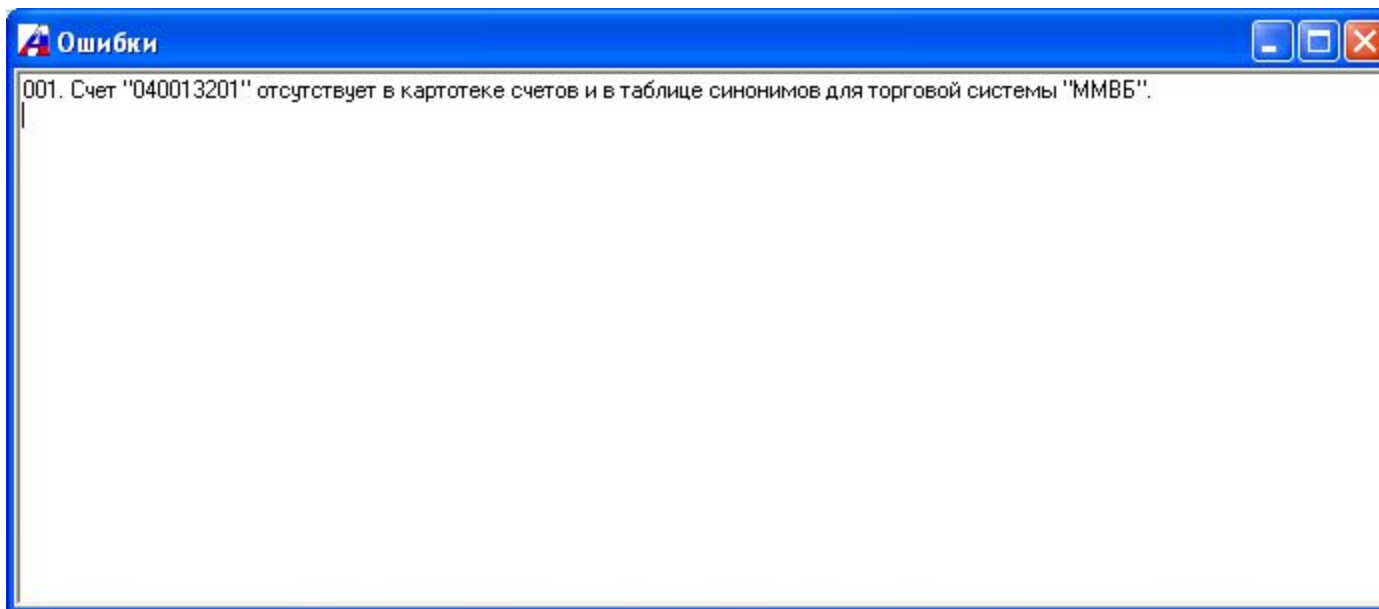 Ошибки
001. Счет "040013201" отсутствует в картотеке счетов и в таблице синонимов для торговой системы "ММВБ".